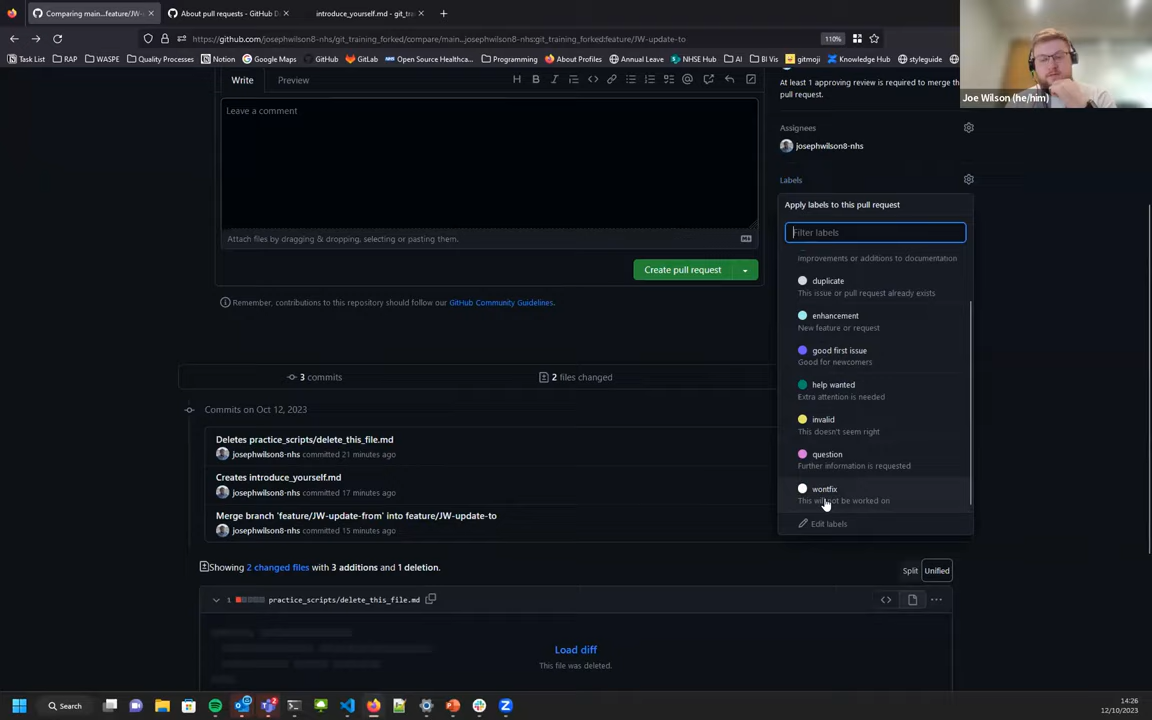 Comparing main...feature/JW-
About pull requests - GitHub D
introduce_yourself.md - git_tra
https://github.com/josephwilson8-nhs/git_training_forked/compare/main...josephwilson8-nhs:git_training_forked:feature/JW-update-to
110%
Task List
RAP
WASPE
Quality Processes
Notion
Google Maps
GitHub
GitLab
Open Source Healthca...
NHSE Hub
Programming
About Profiles
Annual Leave
AI
BI Vis
gitmoji
Knowledge Hub
styleguide
Joe Wilson (he/him)
Write
Preview
Leave a comment
Attach files by dragging & dropping, selecting or pasting them.
Create pull request
Remember, contributions to this repository should follow our GitHub Community Guidelines.
At least 1 approving review is required to merge this
pull request.
Assignees
josephwilson8-nhs
Labels
Apply labels to this pull request
Filter labels
Improvements or additions to documentation
duplicate
This issue or pull request already exists
enhancement
New feature or request
good first issue
Good for newcomers
help wanted
Extra attention is needed
invalid
This doesn't seem right
question
Further information is requested
wontfix
This will not be worked on
Edit labels
3 commits
2 files changed
Commits on Oct 12, 2023
Deletes practice_scripts/delete_this_file.md
josephwilson8-nhs committed 21 minutes ago
Creates introduce_yourself.md
josephwilson8-nhs committed 17 minutes ago
Merge branch 'feature/JW-update-from' into feature/JW-update-to
josephwilson8-nhs committed 15 minutes ago
Showing 2 changed files with 3 additions and 1 deletion.
Split
Unified
1
practice_scripts/delete_this_file.md
Load diff
This file was deleted.
Search
14:26
12/10/2023